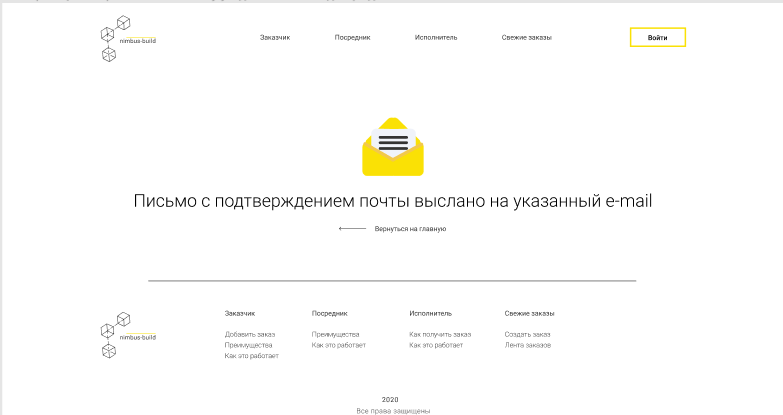 nimbus-build
Заказчик
Посредник
Исполнитель
Свежие заказы
Войти
Письмо с подтверждением почты выслано на указанный e-mail
Вернуться на главную
nimbus-build
Заказчик
Добавить заказ
Преимущества
Как это работает
Посредник
Преимущества
Как это работает
Исполнитель
Как получить заказ
Как это работает
Свежие заказы
Создать заказ
Лента заказов
2020
Все права защищены